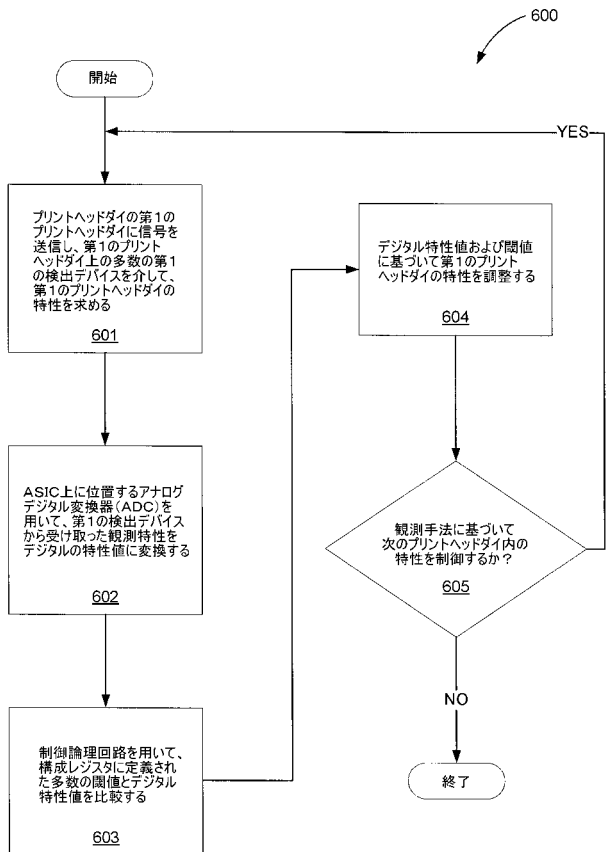 600
開始
YES
プリントヘッドダイの第1の
プリントヘッドダイに信号を
送信し、第1のプリント
ヘッドダイ上の多数の第1
の検出デバイスを介して、
第1のプリントヘッドダイの
特性を求める
601
ASIC上に位置するアナログ
デジタル変換器(ADC)を
用いて、第1の検出デバイス
から受け取った観測特性を
デジタルの特性値に変換する
602
制御論理回路を用いて、
構成レジスタに定義され
た多数の閾値とデジタル
特性値を比較する
603
デジタル特性値および閾値
に基づいて第1のプリント
ヘッドダイの特性を調整する
604
観測手法に基づいて
次のプリントヘッドダイ内の
特性を制御するか?
605
NO
終了